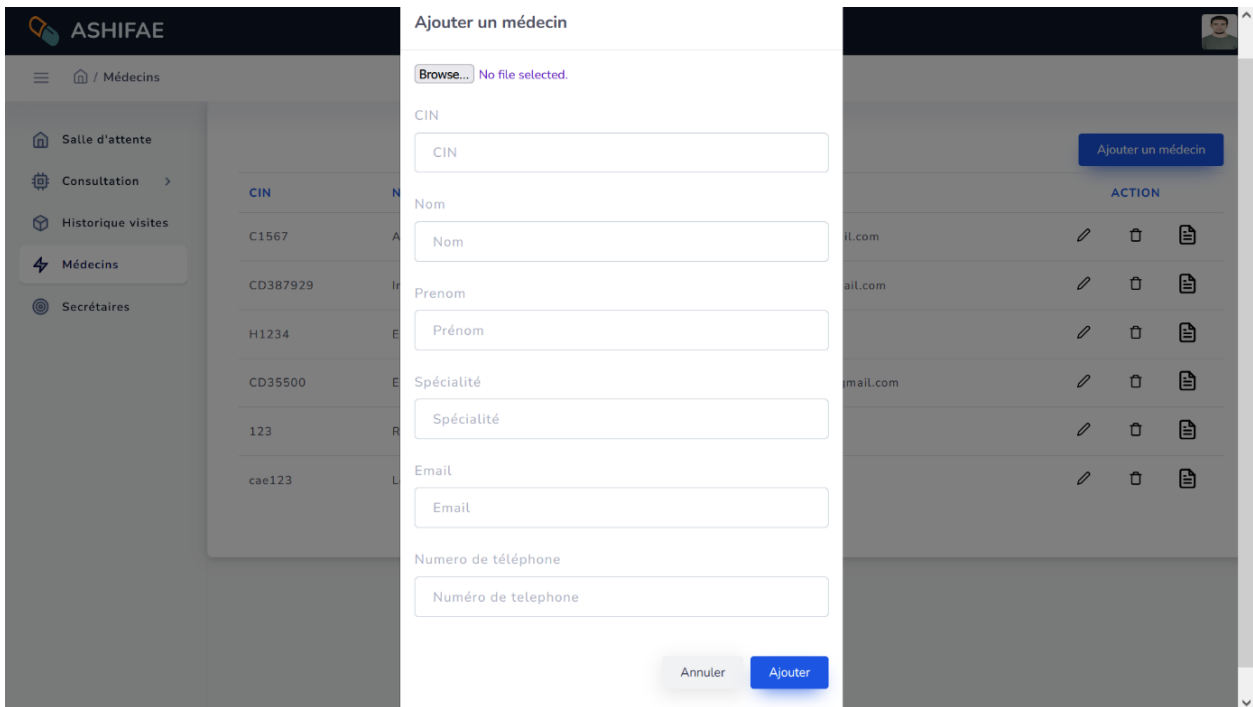 ASHIFAE
/ Médecins
Salle d'attente
Consultation
Historique visites
Médecins
Secrétaires
Ajouter un médecin
Browse... No file selected.
CIN
CIN
Nom
Nom
Prenom
Prénom
Spécialité
Spécialité
Email
Email
Numero de téléphone
Numéro de telephone
Annuler Ajouter
Ajouter un médecin
CIN ACTION
C1567
CD387929
H1234
CD35500
123
cae123